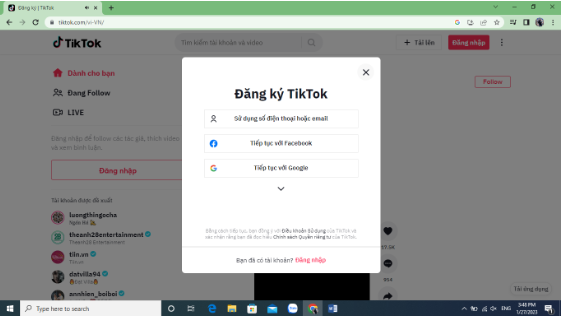 Đăng ký | TikTok
tiktok.com/vi-VN/
TikTok
Tìm kiếm tài khoản và video
Tải lên
Đăng nhập
Dành cho bạn
Đang Follow
LIVE
Đăng nhập để follow các tác giả, thích video
và xem bình luận.
Đăng nhập
Tài khoản được đề xuất
luongthingocha
theanh28entertainment
Theanh28 Entertainment
tiin.vn
Tiin.vn
datvilla94
annhien_boiboi
Follow
Đăng ký TikTok
Sử dụng số điện thoại hoặc email
Tiếp tục với Facebook
Tiếp tục với Google
Bằng cách tiếp tục, bạn đồng ý với Điều khoản Sử dụng của TikTok và
xác nhận rằng bạn đã đọc hiểu Chính sách Quyền riêng tư của TikTok.
Bạn đã có tài khoản? Đăng nhập
Tải ứng dụng
Type here to search
ENG
3:48 PM
1/27/2023